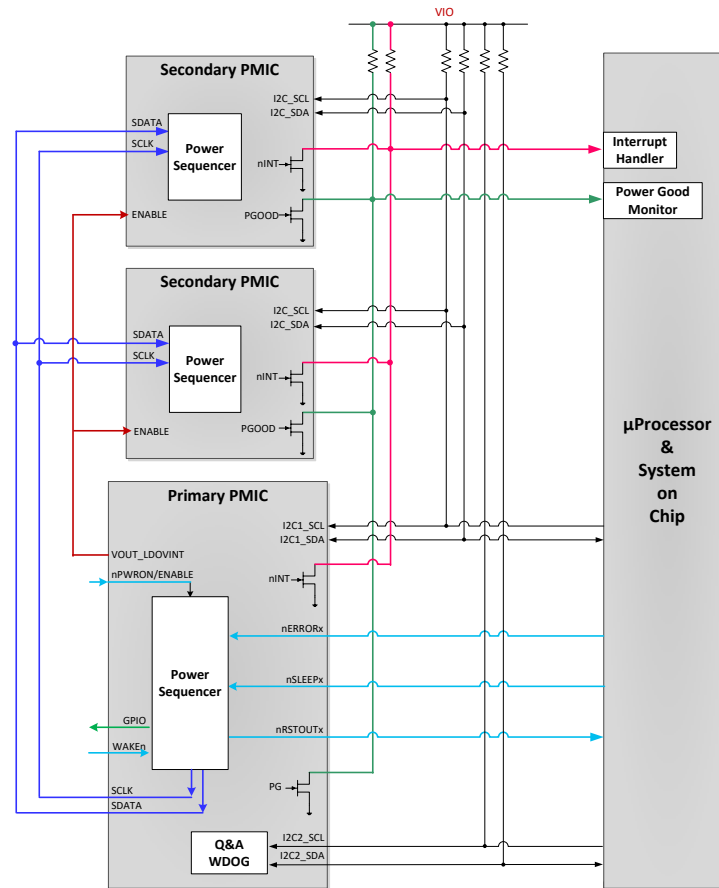 VIO
Secondary PMIC
I2C_SCL
I2C_SDA
SDATA
SCLK
Power
Sequencer
nINT
PGOOD
ENABLE
Interrupt
Handler
Power Good
Monitor
Secondary PMIC
I2C_SCL
I2C_SDA
SDATA
SCLK
Power
Sequencer
nINT
PGOOD
ENABLE
µProcessor
&
System
on
Chip
Primary PMIC
I2C1_SCL
I2C1_SDA
VOUT_LDOVINT
nPWRON/ENABLE
nINT
Power
Sequencer
nERRORx
nSLEEPx
GPIO
nRSTOUTx
WAKEn
SCLK
SDATA
PG
Q&A
WDOG
I2C2_SCL
I2C2_SDA